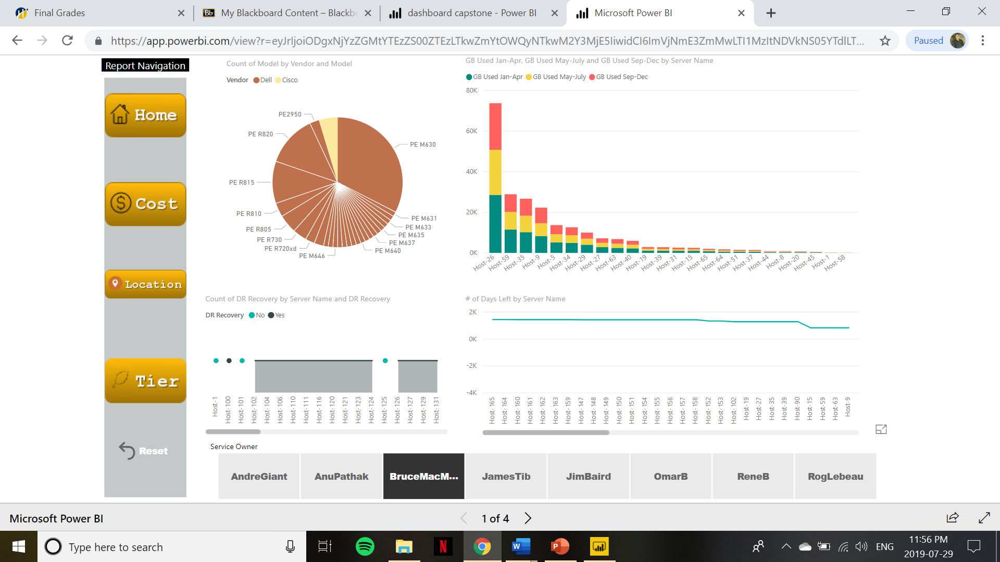 Final Grades
My Blackboard Content – Blackbo
dashboard capstone - Power BI
Microsoft Power BI
https://app.powerbi.com/view?r=eyJrIjoiODgxNjYzZGMtYTEzZS00ZTEzLTkwZmYtOWQyNTkwM2Y3MjE5IiwidCI6ImVjNmE3ZmMwLTI1MzItNDVkNS05YTdlLT...
Paused
Report Navigation
Home
Cost
Location
Tier
Reset
Count of Model by Vendor and Model
Vendor Dell Cisco
PE2950
PE R820
PE M630
PE R815
PE R810
PE M631
PE R805
PE M633
PE M635
PE R730
PE M637
PE R720xd
PE M640
PE M646
GB Used Jan-Apr, GB Used May-July and GB Used Sep-Dec by Server Name
GB Used Jan-Apr GB Used May-July GB Used Sep-Dec
80K
60K
40K
20K
0K
Host-26 Host-59 Host-35 Host-9 Host-5 Host-34 Host-29 Host-27 Host-63 Host-40 Host-19 Host-39 Host-31 Host-15 Host-65 Host-64 Host-51 Host-37 Host-44 Host-8 Host-20 Host-45 Host-1 Host-58
Count of DR Recovery by Server Name and DR Recovery
DR Recovery No Yes
Host-1 Host-100 Host-101 Host-102 Host-104 Host-106 Host-110 Host-111 Host-116 Host-120 Host-121 Host-123 Host-124 Host-125 Host-126 Host-127 Host-129 Host-131
# of Days Left by Server Name
2K
0K
-2K
-4K
Host-165 Host-164 Host-160 Host-161 Host-162 Host-163 Host-159 Host-147 Host-148 Host-149 Host-150 Host-151 Host-154 Host-155 Host-156 Host-157 Host-158 Host-152 Host-153 Host-102 Host-19 Host-27 Host-35 Host-39 Host-90 Host-15 Host-59 Host-63 Host-9
Service Owner
AndreGiant AnuPathak BruceMacM... JamesTib JimBaird OmarB ReneB RogLebeau
Microsoft Power BI
1 of 4
Type here to search
ENG
11:56 PM
2019-07-29